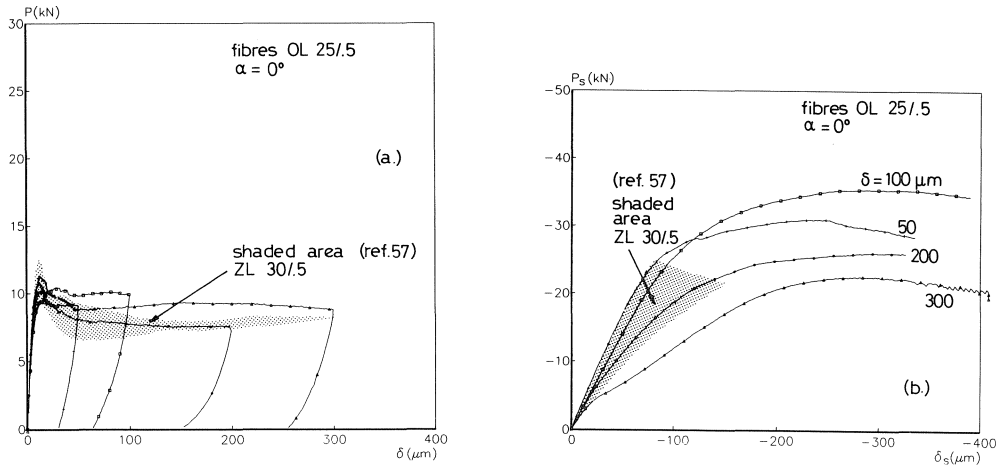 P(kN)
30
25
20
15
10
5
0
fibres OL 25/.5
α = 0°
(a.)
shaded area (ref.57)
ZL 30/.5
0
100
200
300
400
δ (μm)
Ps (kN)
-50
-40
-30
-20
-10
0
fibres OL 25/.5
α = 0°
(ref. 57)
shaded
area
ZL 30/.5
δ = 100 μm
50
200
300
(b.)
0
-100
-200
-300
-400
δs (μm)